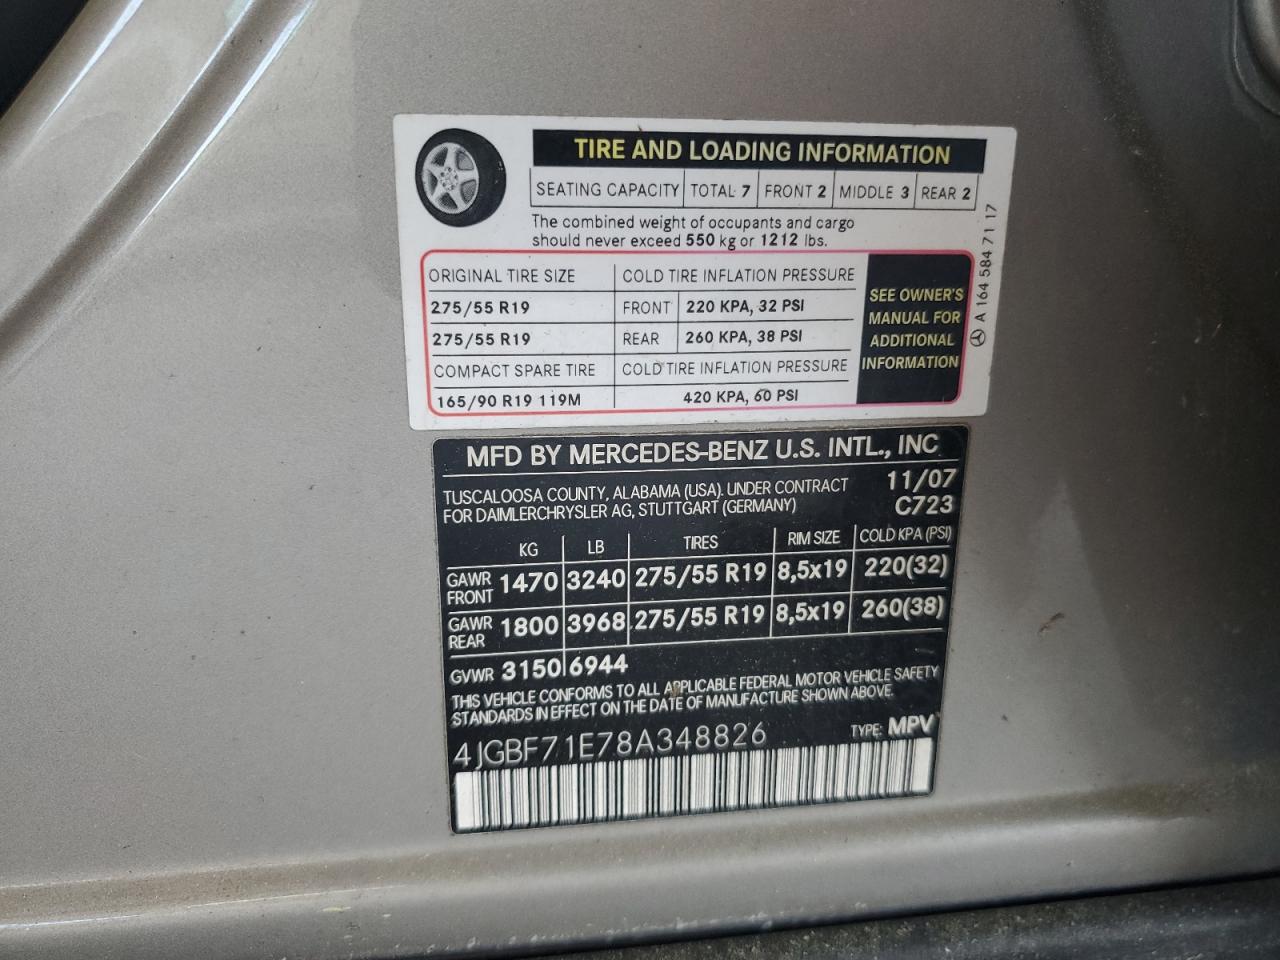 TIRE AND LOADING INFORMATION
SEATING CAPACITY TOTAL 7 FRONT 2 MIDDLE 3 REAR 2
The combined weight of occupants and cargo
should never exceed 550 kg or 1212 lbs.
ORIGINAL TIRE SIZE COLD TIRE INFLATION PRESSURE
275/55 R19 FRONT 220 KPA, 32 PSI
275/55 R19 REAR 260 KPA, 38 PSI
COMPACT SPARE TIRE COLD TIRE INFLATION PRESSURE
165/90 R19 119M 420 KPA, 60 PSI
SEE OWNER'S
MANUAL FOR
ADDITIONAL
INFORMATION
A 164 584 71 17
MFD BY MERCEDES-BENZ U.S. INTL., INC
TUSCALOOSA COUNTY, ALABAMA (USA). UNDER CONTRACT 11/07
FOR DAIMLERCHRYSLER AG, STUTTGART (GERMANY) C723
KG LB TIRES RIM SIZE COLD KPA (PSI)
GAWR FRONT 1470 3240 275/55 R19 8,5x19 220(32)
GAWR REAR 1800 3968 275/55 R19 8,5x19 260(38)
GVWR 3150 6944
THIS VEHICLE CONFORMS TO ALL APPLICABLE FEDERAL MOTOR VEHICLE SAFETY
STANDARDS IN EFFECT ON THE DATE OF MANUFACTURE SHOWN ABOVE.
4JGBF71E78A348826 TYPE: MPV